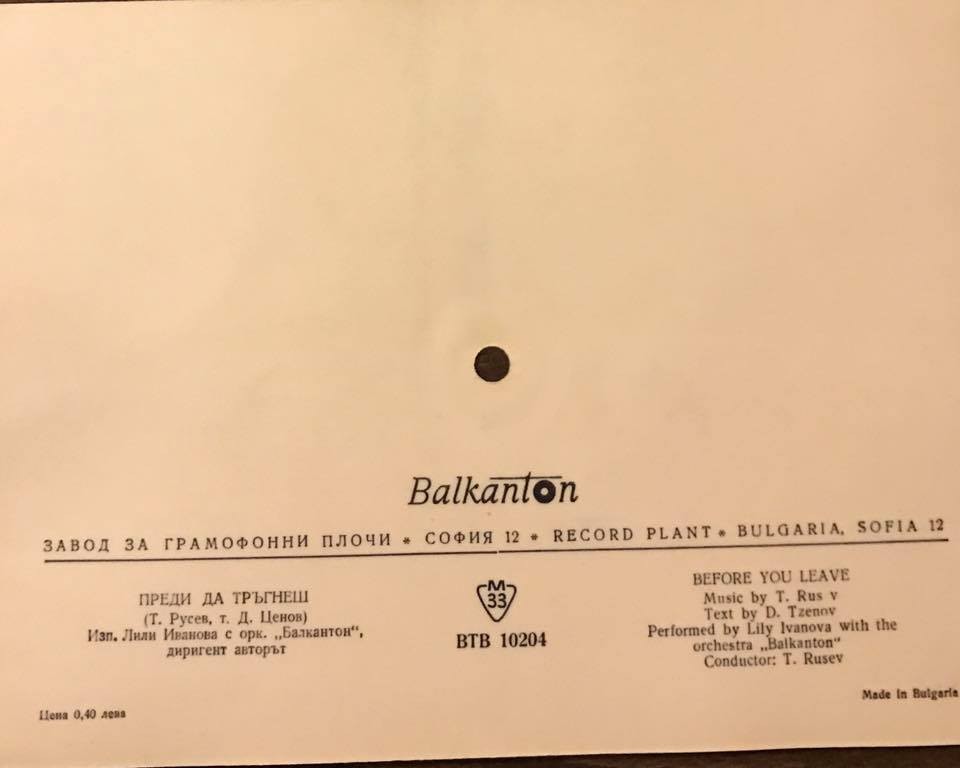 Balkanton
ЗАВОД ЗА ГРАМОФОННИ ПЛОЧИ * СОФИЯ 12 * RECORD PLANT * BULGARIA, SOFIA 12
ПРЕДИ ДА ТРЪГНЕШ
(Т. Русев, т. Д. Ценов)
Изп. Лили Иванова с орк. „Балкантон“,
диригент авторът
М
33
ВТВ 10204
BEFORE YOU LEAVE
Music by T. Rus v
Text by D. Tzenov
Performed by Lily Ivanova with the
orchestra „Balkanton“
Conductor: T. Rusev
Цена 0,40 лева
Made in Bulgaria